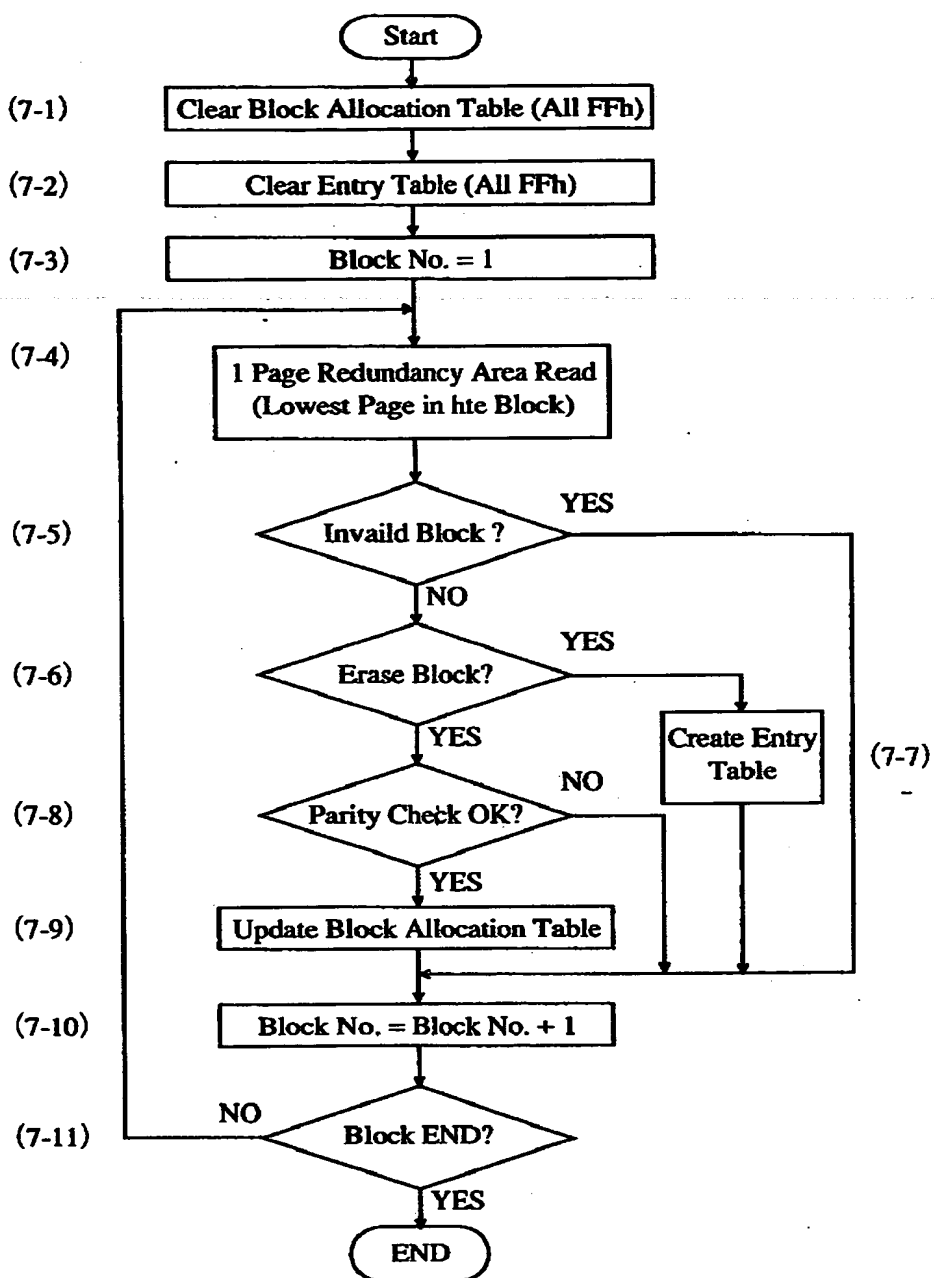 Start
(7-1)
Clear Block Allocation Table (All FFh)
(7-2)
Clear Entry Table (All FFh)
(7-3)
Block No. = 1
(7-4)
1 Page Redundancy Area Read
(Lowest Page in hte Block)
(7-5)
Invaild Block ?
YES
NO
(7-6)
Erase Block?
YES
YES
Create Entry
Table
(7-7)
(7-8)
Parity Check OK?
NO
YES
(7-9)
Update Block Allocation Table
(7-10)
Block No. = Block No. + 1
(7-11)
NO
Block END?
YES
END